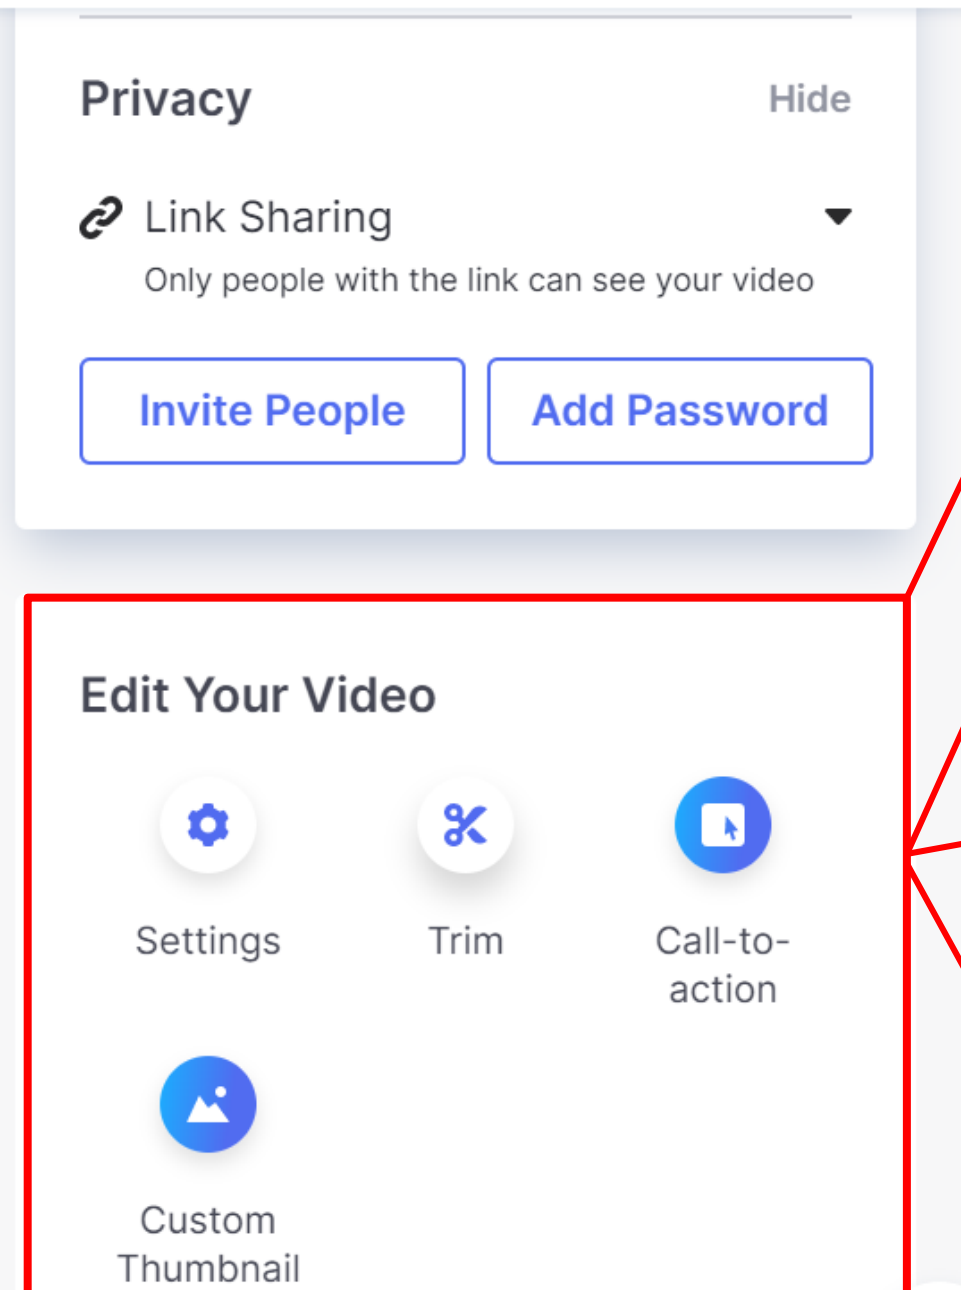 Privacy
Hide
Link Sharing
Only people with the link can see your video
Invite People
Add Password
Edit Your Video
Settings
Trim
Call-to-
action
Custom
Thumbnail